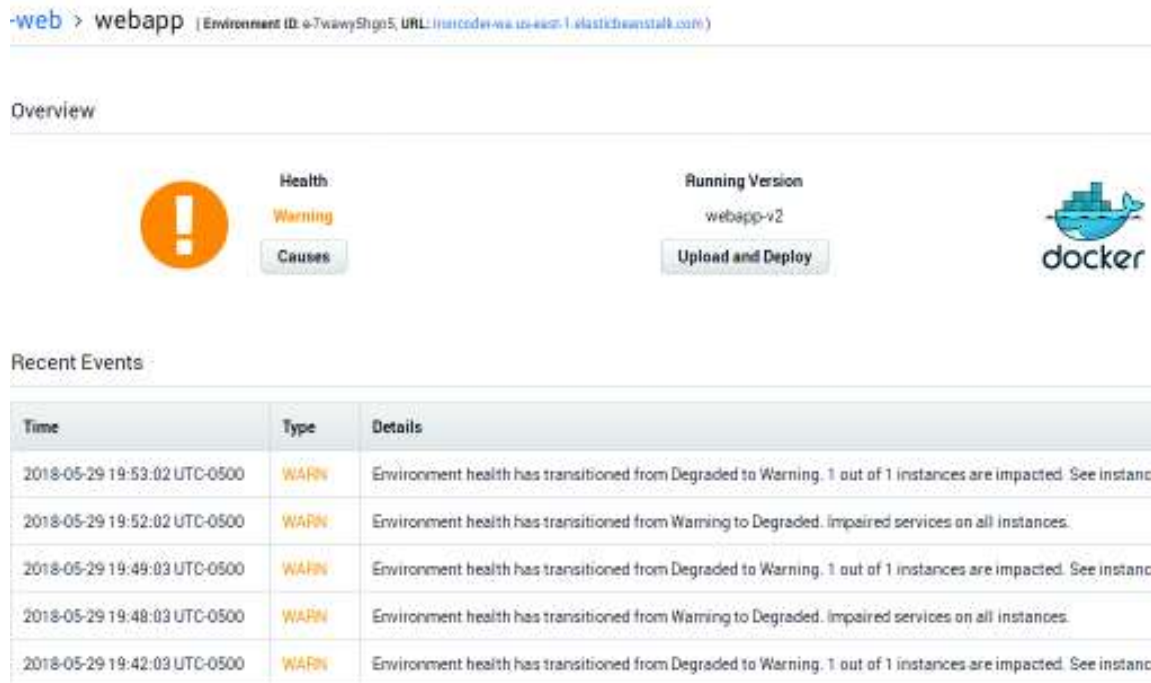 -web > webapp ( Environment ID: e-7wawy5hgo5, URL: )
Overview
Health
Running Version
Warning
webapp-v2
Causes
Upload and Deploy
docker
Recent Events
Time Type Details
2018-05-29 19:53:02 UTC-0500 WARN Environment health has transitioned from Degraded to Warning. 1 out of 1 instances are impacted. See instanc
2018-05-29 19:52:02 UTC-0500 WARN Environment health has transitioned from Warning to Degraded. Impaired services on all instances.
2018-05-29 19:49:03 UTC-0500 WARN Environment health has transitioned from Degraded to Warning. 1 out of 1 instances are impacted. See instanc
2018-05-29 19:48:03 UTC-0500 WARN Environment health has transitioned from Warning to Degraded. Impaired services on all instances.
2018-05-29 19:42:03 UTC-0500 WARN Environment health has transitioned from Degraded to Warning. 1 out of 1 instances are impacted. See instanc